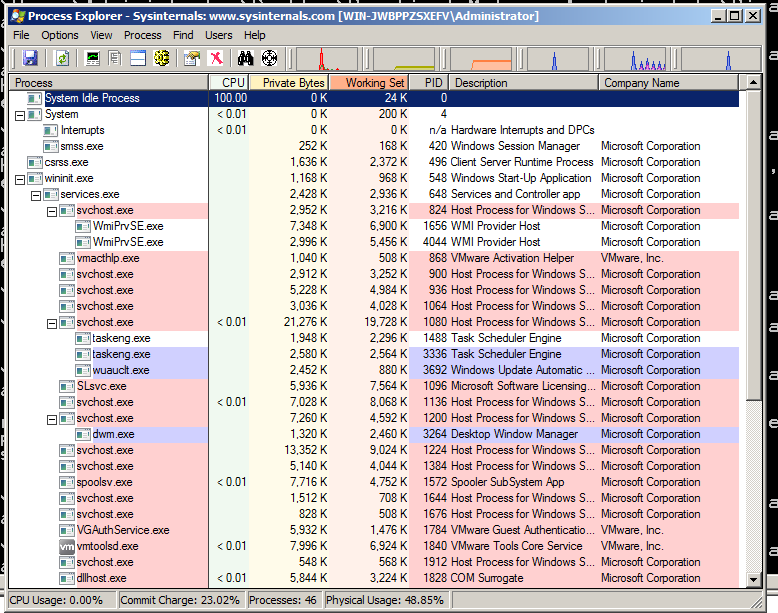 Process Explorer - Sysinternals: www.sysinternals.com [WIN-JWBPPZSXEFV\Administrator]
File Options View Process Find Users Help
Process CPU Private Bytes Working Set PID Description Company Name
System Idle Process 100.00 0 K 24 K 0
System < 0.01 0 K 200 K 4
Interrupts < 0.01 0 K 0 K n/a Hardware Interrupts and DPCs
smss.exe 252 K 168 K 420 Windows Session Manager Microsoft Corporation
csrss.exe 1,636 K 2,372 K 496 Client Server Runtime Process Microsoft Corporation
wininit.exe 1,168 K 968 K 548 Windows Start-Up Application Microsoft Corporation
services.exe 2,428 K 2,936 K 648 Services and Controller app Microsoft Corporation
svchost.exe 2,952 K 3,216 K 824 Host Process for Windows S... Microsoft Corporation
WmiPrvSE.exe 7,348 K 6,900 K 1656 WMI Provider Host Microsoft Corporation
WmiPrvSE.exe 2,996 K 5,456 K 4044 WMI Provider Host Microsoft Corporation
vmacthlp.exe 1,040 K 508 K 868 VMware Activation Helper VMware, Inc.
svchost.exe 2,912 K 3,252 K 900 Host Process for Windows S... Microsoft Corporation
svchost.exe 5,228 K 4,984 K 936 Host Process for Windows S... Microsoft Corporation
svchost.exe 3,036 K 4,028 K 1064 Host Process for Windows S... Microsoft Corporation
svchost.exe < 0.01 21,276 K 19,728 K 1080 Host Process for Windows S... Microsoft Corporation
taskeng.exe 1,948 K 2,296 K 1488 Task Scheduler Engine Microsoft Corporation
taskeng.exe 2,580 K 2,564 K 3336 Task Scheduler Engine Microsoft Corporation
wuauclt.exe 2,452 K 880 K 3692 Windows Update Automatic ... Microsoft Corporation
SLsvc.exe 5,936 K 7,564 K 1096 Microsoft Software Licensing... Microsoft Corporation
svchost.exe < 0.01 7,028 K 8,068 K 1136 Host Process for Windows S... Microsoft Corporation
svchost.exe 7,260 K 4,592 K 1200 Host Process for Windows S... Microsoft Corporation
dwm.exe 1,320 K 2,460 K 3264 Desktop Window Manager Microsoft Corporation
svchost.exe 13,352 K 9,024 K 1224 Host Process for Windows S... Microsoft Corporation
svchost.exe 5,140 K 4,044 K 1384 Host Process for Windows S... Microsoft Corporation
spoolsv.exe < 0.01 7,716 K 4,752 K 1572 Spooler SubSystem App Microsoft Corporation
svchost.exe 1,512 K 708 K 1644 Host Process for Windows S... Microsoft Corporation
svchost.exe 828 K 508 K 1676 Host Process for Windows S... Microsoft Corporation
VGAuthService.exe 5,932 K 1,476 K 1784 VMware Guest Authenticatio... VMware, Inc.
vmtoolsd.exe < 0.01 7,996 K 6,924 K 1840 VMware Tools Core Service VMware, Inc.
svchost.exe 548 K 568 K 1912 Host Process for Windows S... Microsoft Corporation
dllhost.exe < 0.01 5,844 K 3,224 K 1828 COM Surrogate Microsoft Corporation
CPU Usage: 0.00% Commit Charge: 23.02% Processes: 46 Physical Usage: 48.85%